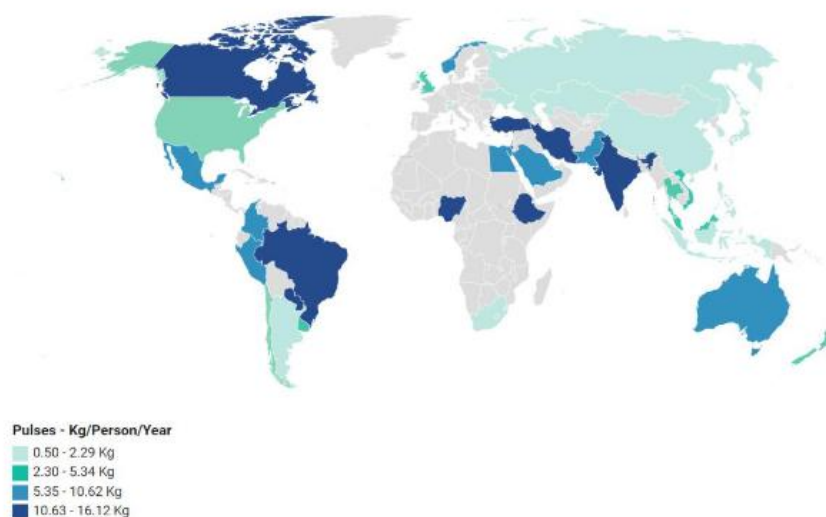 Pulses - Kg/Person/Year
0.50 - 2.29 Kg
2.30 - 5.34 Kg
5.35 - 10.62 Kg
10.63 - 16.12 Kg